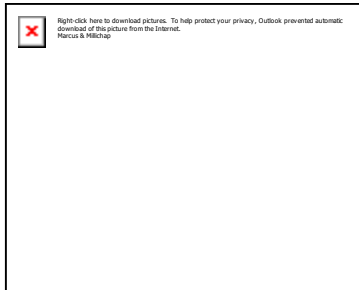 Right-click here to download pictures. To help protect your privacy, Outlook prevented automatic
download of this picture from the Internet.
Marcus & Millichap